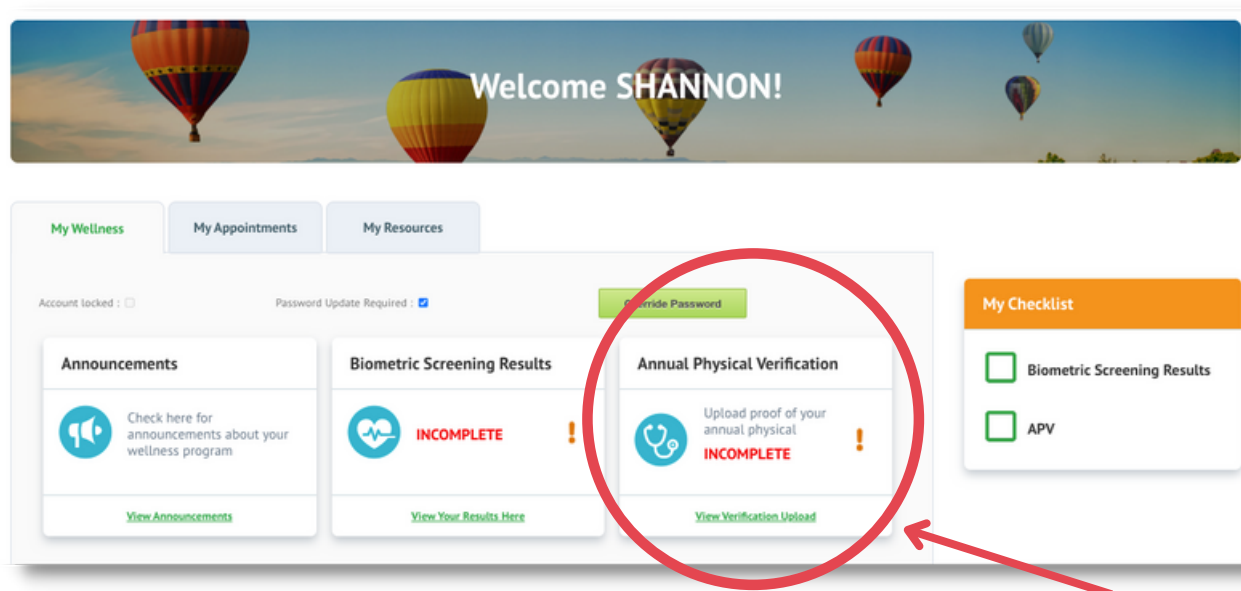 Welcome SHANNON!
My Wellness
My Appointments
My Resources
Account locked :
Password Update Required :
Override Password
Announcements
Check here for
announcements about your
wellness program
View Announcements
Biometric Screening Results
INCOMPLETE
!
View Your Results Here
Annual Physical Verification
Upload proof of your
annual physical
INCOMPLETE
!
View Verification Upload
My Checklist
Biometric Screening Results
APV